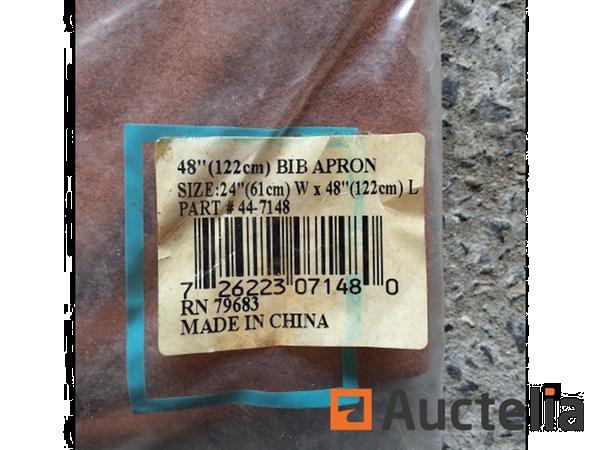 48"(122cm) BIB APRON
SIZE:24"(61cm) W x 48"(122cm) L
PART # 44-7148
7 26223 07148 0
RN 79683
MADE IN CHINA
Auctelia